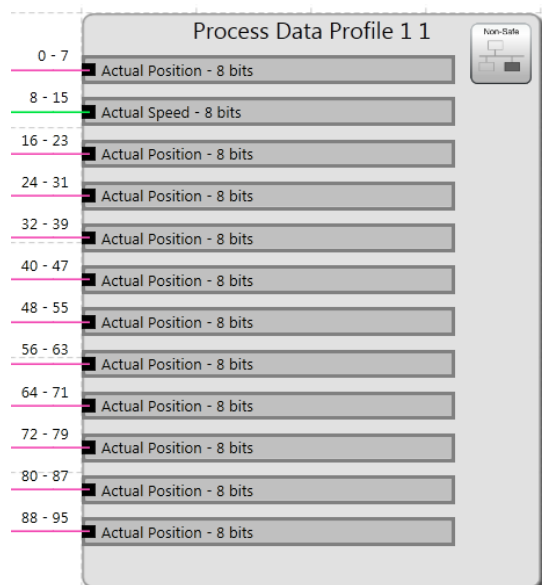 Process Data Profile 1 1
Non-Safe
0 - 7
Actual Position - 8 bits
8 - 15
Actual Speed - 8 bits
16 - 23
Actual Position - 8 bits
24 - 31
Actual Position - 8 bits
32 - 39
Actual Position - 8 bits
40 - 47
Actual Position - 8 bits
48 - 55
Actual Position - 8 bits
56 - 63
Actual Position - 8 bits
64 - 71
Actual Position - 8 bits
72 - 79
Actual Position - 8 bits
80 - 87
Actual Position - 8 bits
88 - 95
Actual Position - 8 bits